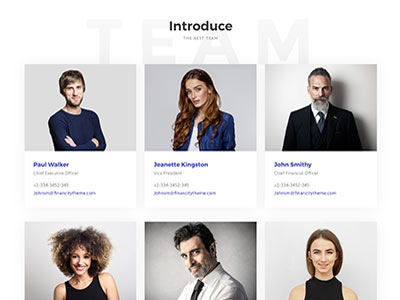 TEAM
Introduce
THE BEST TEAM
Paul Walker
Chief Executive Officer
+1-334-3452-345
Johnsm@financitytheme.com
Jeanette Kingston
Vice President
+1-334-3452-345
Johnsm@financitytheme.com
John Smithy
Chief Financial Officer
+1-334-3452-345
Johnsm@financitytheme.com